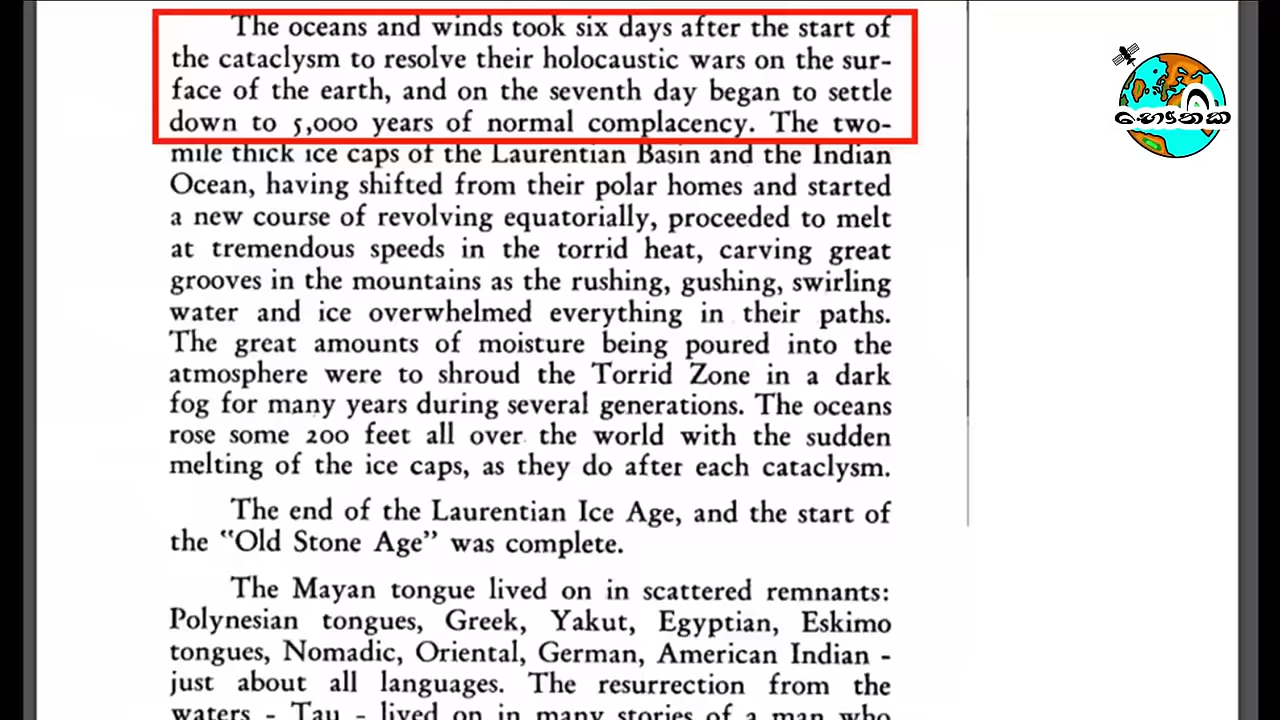 The oceans and winds took six days after the start of
the cataclysm to resolve their holocaustic wars on the sur-
face of the earth, and on the seventh day began to settle
down to 5,000 years of normal complacency. The two-
mile thick ice caps of the Laurentian Basin and the Indian
Ocean, having shifted from their polar homes and started
a new course of revolving equatorially, proceeded to melt
at tremendous speeds in the torrid heat, carving great
grooves in the mountains as the rushing, gushing, swirling
water and ice overwhelmed everything in their paths.
The great amounts of moisture being poured into the
atmosphere were to shroud the Torrid Zone in a dark
fog for many years during several generations. The oceans
rose some 200 feet all over the world with the sudden
melting of the ice caps, as they do after each cataclysm.
The end of the Laurentian Ice Age, and the start of
the “Old Stone Age” was complete.
The Mayan tongue lived on in scattered remnants:
Polynesian tongues, Greek, Yakut, Egyptian, Eskimo
tongues, Nomadic, Oriental, German, American Indian -
just about all languages. The resurrection from the
waters - Tau - lived on in many stories of a man who